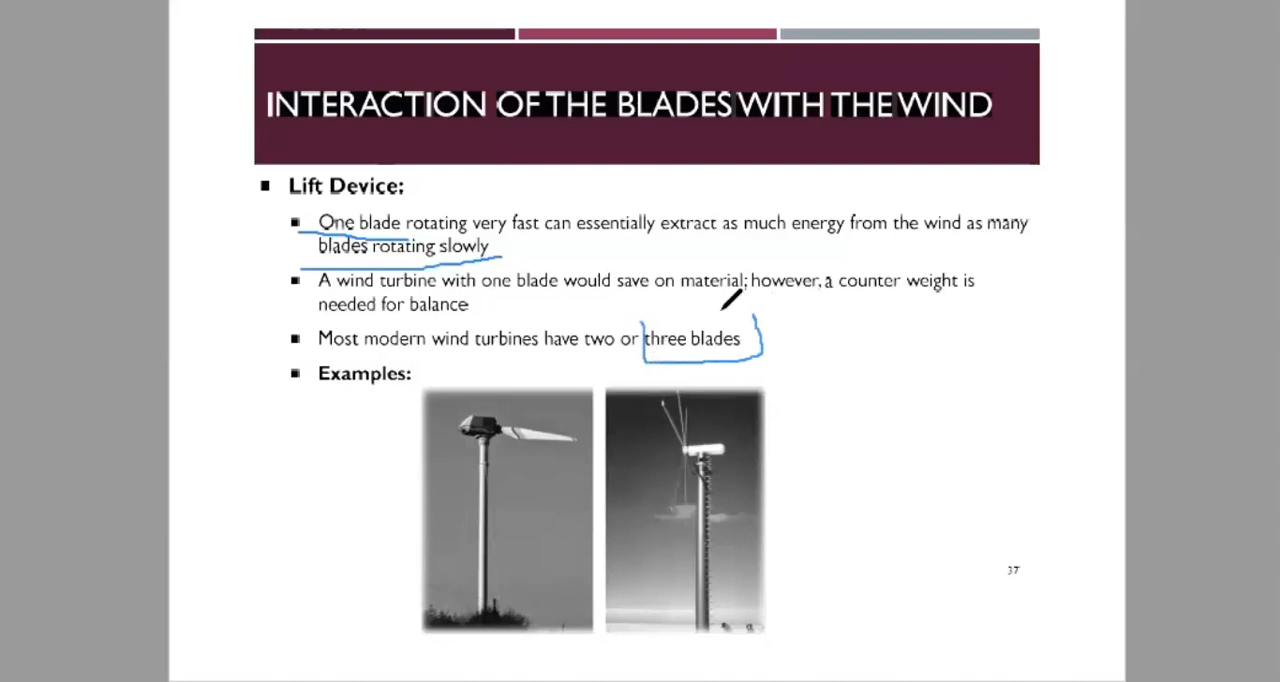 INTERACTION OF THE BLADES WITH THE WIND
▪ Lift Device:
▪ One blade rotating very fast can essentially extract as much energy from the wind as many
blades rotating slowly
▪ A wind turbine with one blade would save on material; however, a counter weight is
needed for balance
▪ Most modern wind turbines have two or three blades
▪ Examples:
37